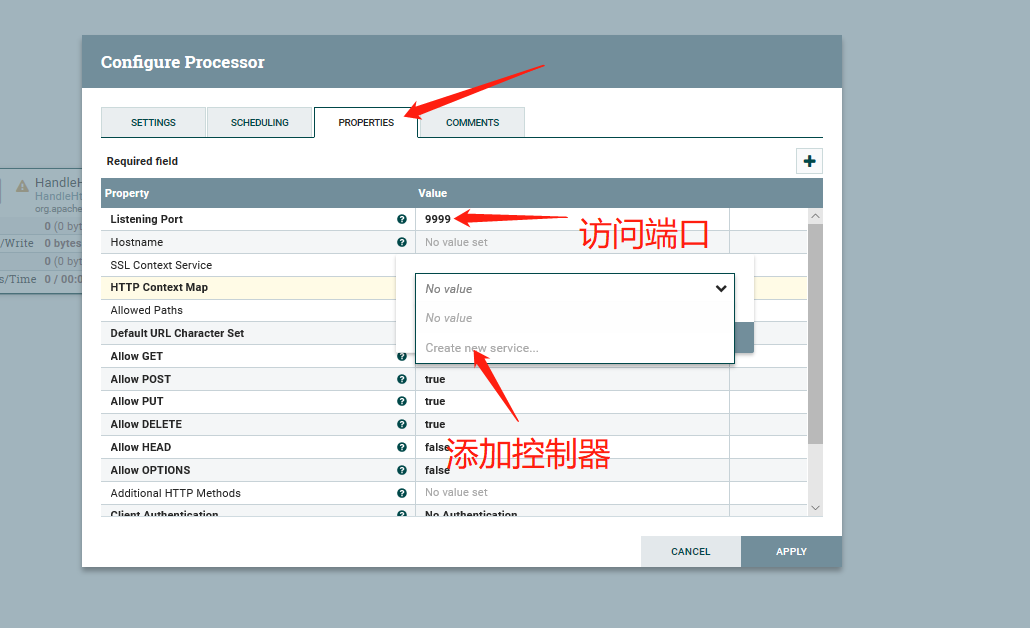 Configure Processor
SETTINGS
SCHEDULING
PROPERTIES
COMMENTS
Required field
Property
Value
Listening Port
9999
访问端口
Hostname
No value set
SSL Context Service
HTTP Context Map
No value
No value
Create new service...
Allowed Paths
Default URL Character Set
Allow GET
Allow POST
true
Allow PUT
true
Allow DELETE
true
Allow HEAD
false
添加控制器
Allow OPTIONS
false
Additional HTTP Methods
No value set
Client Authentication
No Authentication
CANCEL
APPLY
HandleH
HandleHt
org.apache
0 (0 byt
/Write 0 bytes
0 (0 byt
s/Time 0 / 00:0